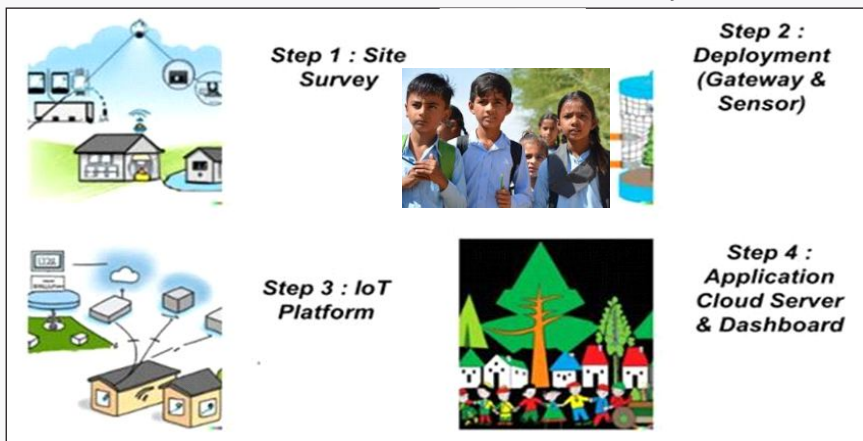 Step 1 : Site
Survey
Step 2 :
Deployment
(Gateway &
Sensor)
Step 3 : IoT
Platform
Step 4 :
Application
Cloud Server
& Dashboard